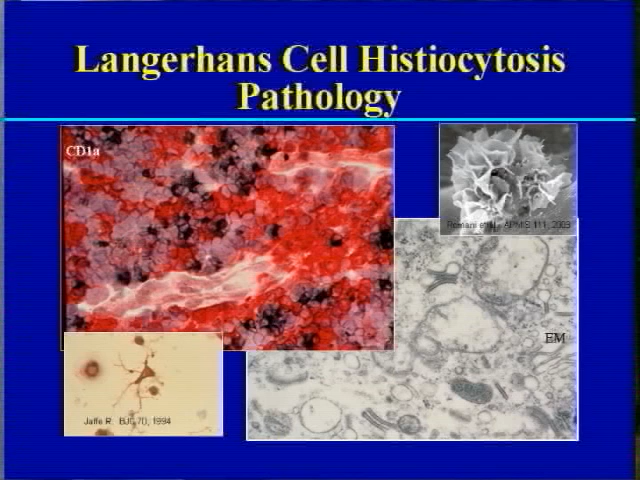 Langerhans Cell Histiocytosis
Pathology
CD1a
Romani et al. APMIS 111, 2003
EM
Jaffe R. BJC 70, 1994